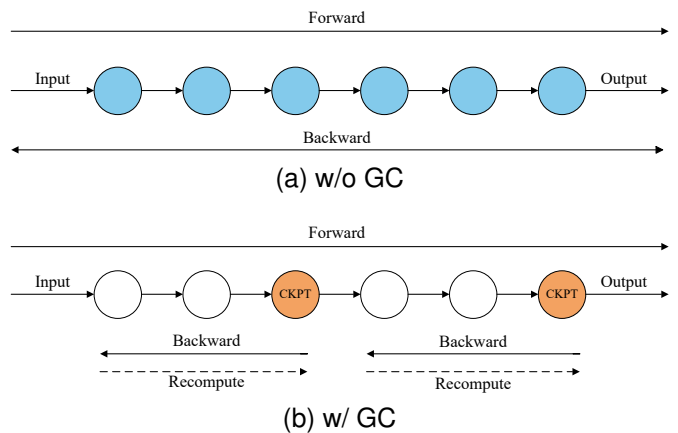 Forward
Input
Output
Backward
(a) w/o GC
Forward
Input
CKPT
CKPT
Output
Backward
Backward
Recompute
Recompute
(b) w/ GC